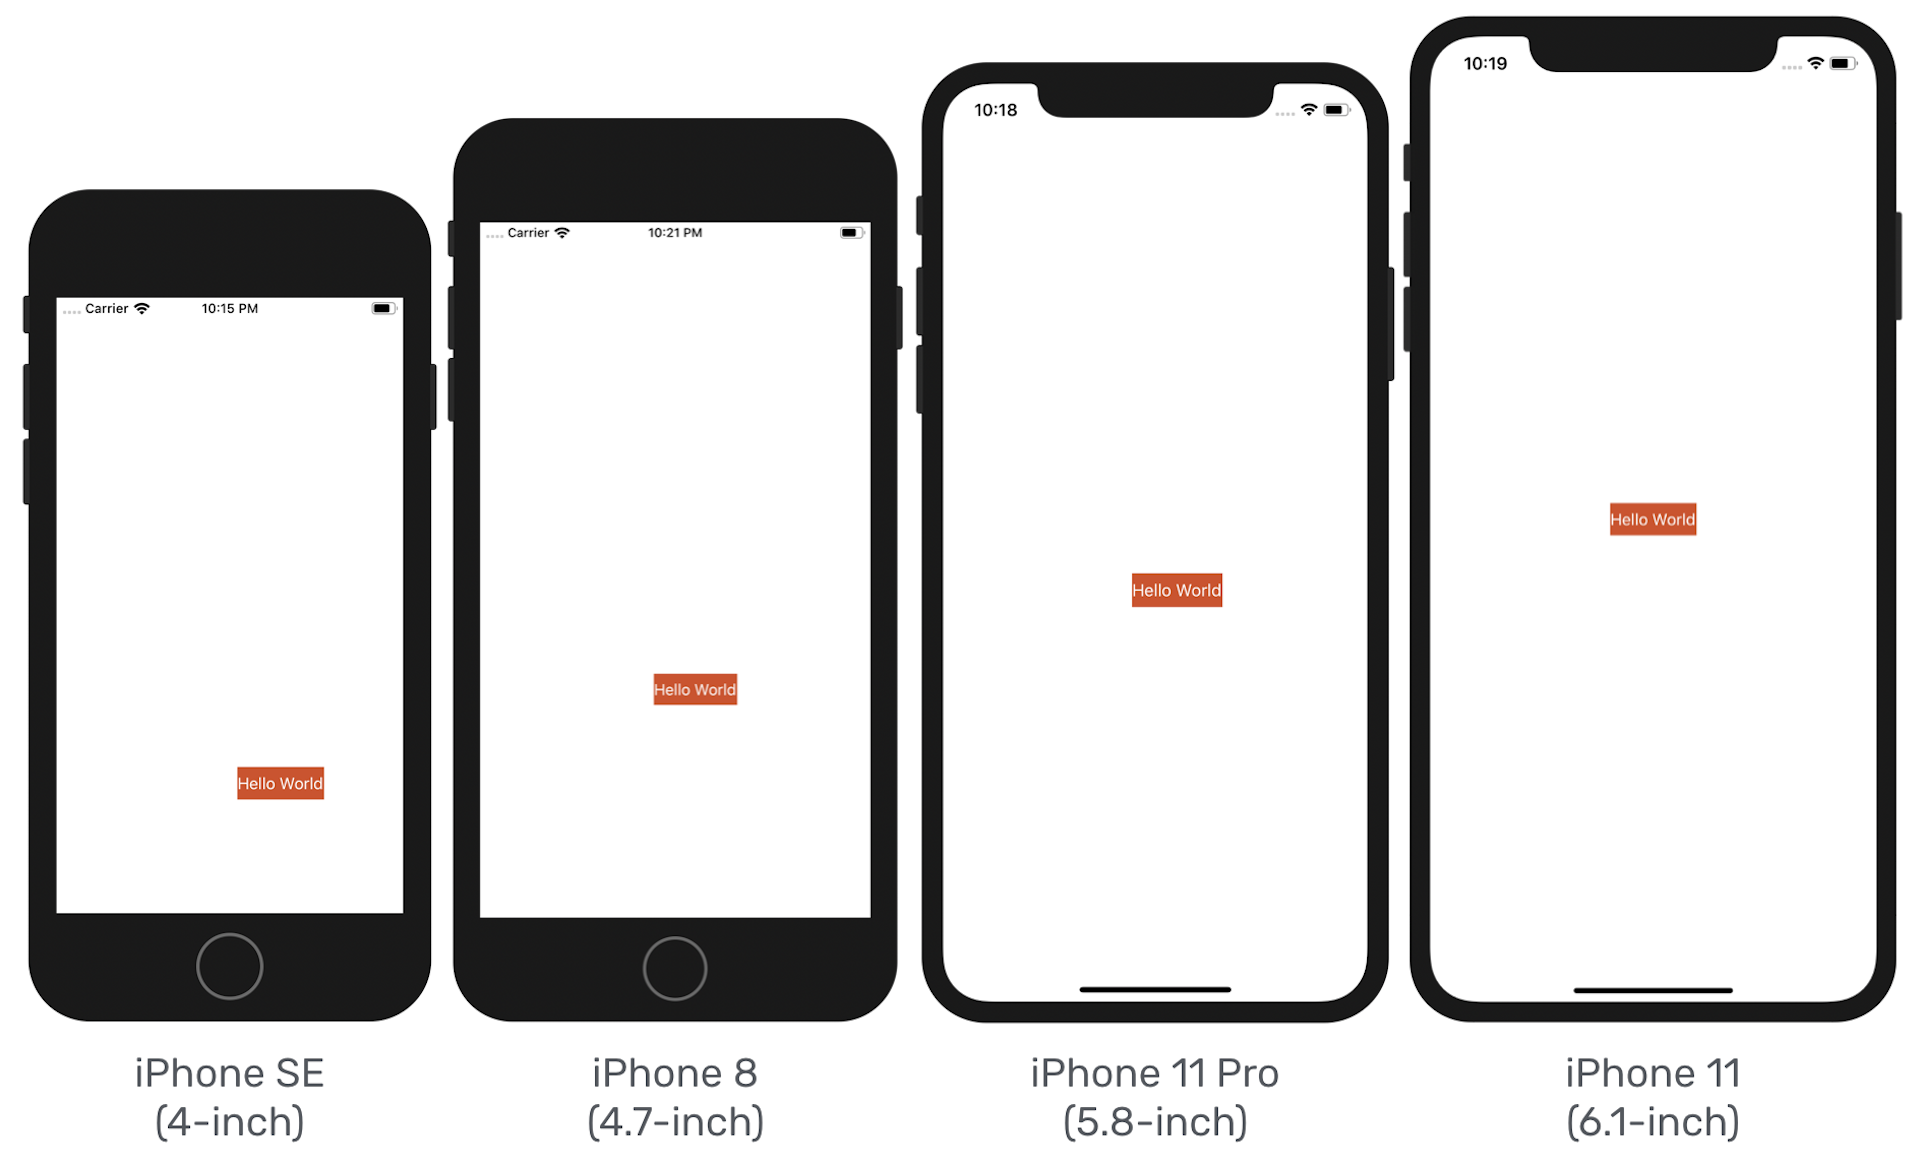 Carrier 10:15 PM
Hello World
iPhone SE
(4-inch)
Carrier 10:21 PM
Hello World
iPhone 8
(4.7-inch)
10:18
Hello World
iPhone 11 Pro
(5.8-inch)
10:19
Hello World
iPhone 11
(6.1-inch)